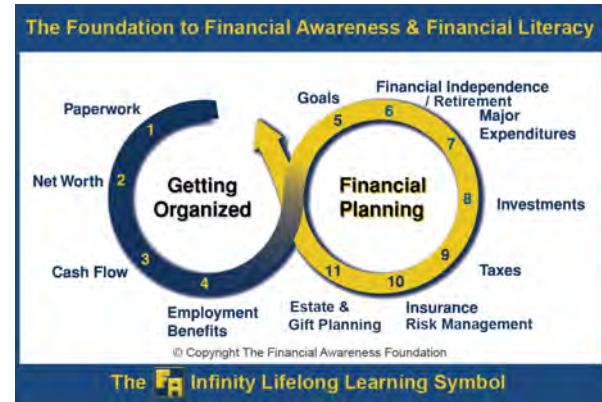 The Foundation to Financial Awareness & Financial Literacy
Paperwork
1
Net Worth
2
Cash Flow
3
4
Employment
Benefits
Getting
Organized
Goals
5
Financial Independence
/ Retirement
6
Major
Expenditures
7
Investments
8
Taxes
9
Insurance
Risk Management
10
Estate &
Gift Planning
11
Financial
Planning
© Copyright The Financial Awareness Foundation
The FA Infinity Lifelong Learning Symbol